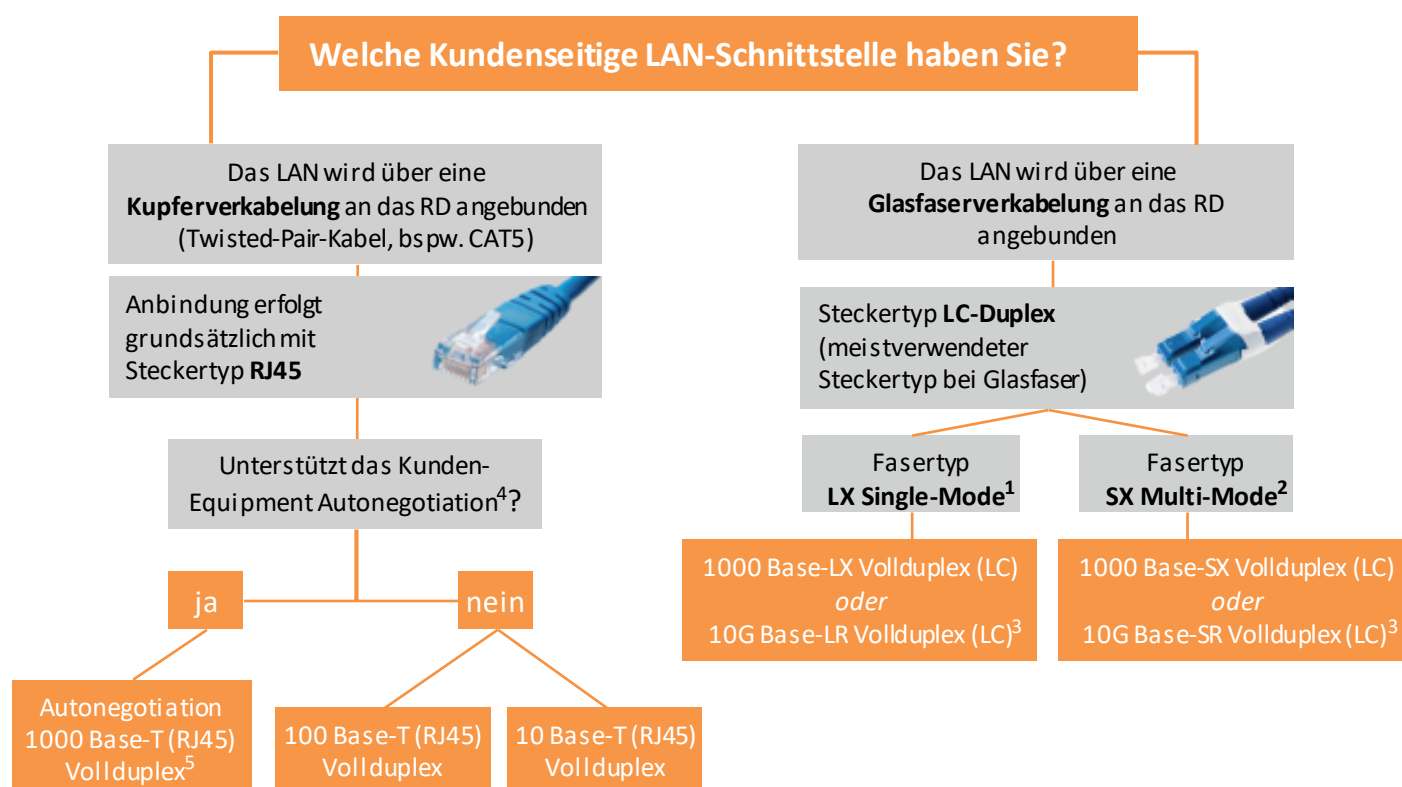 Welche Kundenseitige LAN-Schnittstelle haben Sie?
Das LAN wird über eine
Kupferverkabelung an das RD angebunden
(Twisted-Pair-Kabel, bspw. CAT5)
Anbindung erfolgt
grundsätzlich mit
Steckertyp RJ45
Unterstützt das Kunden-
Equipment Autonegotiation⁴?
ja
nein
Autonegotiation
1000 Base-T (RJ45)
Vollduplex⁵
100 Base-T (RJ45)
Vollduplex
10 Base-T (RJ45)
Vollduplex
Das LAN wird über eine
Glasfaserverkabelung an das RD
angebunden
Steckertyp LC-Duplex
(meistverwendeter
Steckertyp bei Glasfaser)
Fasertyp
LX Single-Mode¹
1000 Base-LX Vollduplex (LC)
oder
10G Base-LR Vollduplex (LC)³
Fasertyp
SX Multi-Mode²
1000 Base-SX Vollduplex (LC)
oder
10G Base-SR Vollduplex (LC)³